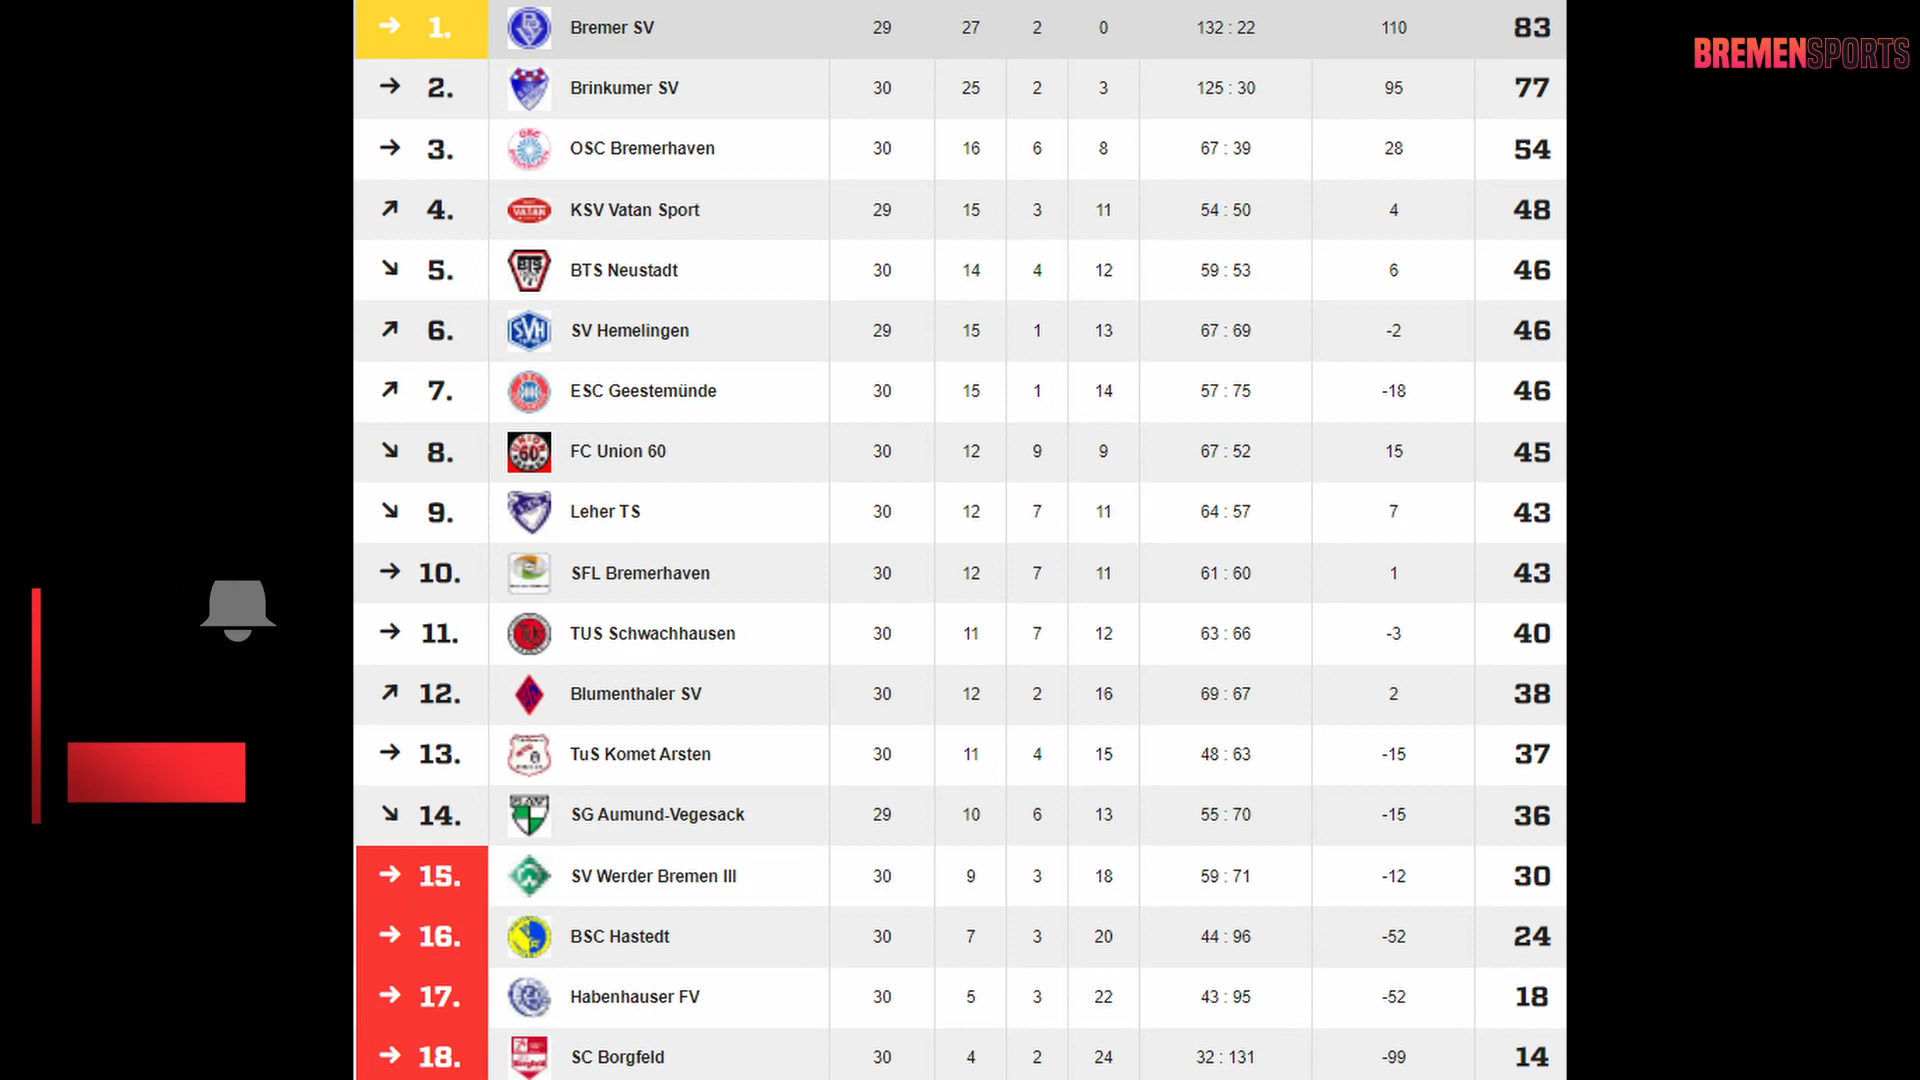 BREMENSPORTS
→ 1. Bremer SV 29 27 2 0 132 : 22 110 83
→ 2. Brinkumer SV 30 25 2 3 125 : 30 95 77
→ 3. OSC Bremerhaven 30 16 6 8 67 : 39 28 54
↗ 4. VATAN KSV Vatan Sport 29 15 3 11 54 : 50 4 48
↘ 5. BTS BTS Neustadt 30 14 4 12 59 : 53 6 46
↗ 6. SVH SV Hemelingen 29 15 1 13 67 : 69 -2 46
↗ 7. ESC Geestemünde 30 15 1 14 57 : 75 -18 46
↘ 8. UNION 60 FC Union 60 30 12 9 9 67 : 52 15 45
↘ 9. Leher TS 30 12 7 11 64 : 57 7 43
→ 10. SFL Bremerhaven 30 12 7 11 61 : 60 1 43
→ 11. TUS TUS Schwachhausen 30 11 7 12 63 : 66 -3 40
↗ 12. Blumenthaler SV 30 12 2 16 69 : 67 2 38
→ 13. TuS Komet Arsten 30 11 4 15 48 : 63 -15 37
↘ 14. SG Aumund-Vegesack 29 10 6 13 55 : 70 -15 36
→ 15. SV Werder Bremen III 30 9 3 18 59 : 71 -12 30
→ 16. BSC Hastedt 30 7 3 20 44 : 96 -52 24
→ 17. Habenhauser FV 30 5 3 22 43 : 95 -52 18
→ 18. Borgfeld SC Borgfeld 30 4 2 24 32 : 131 -99 14